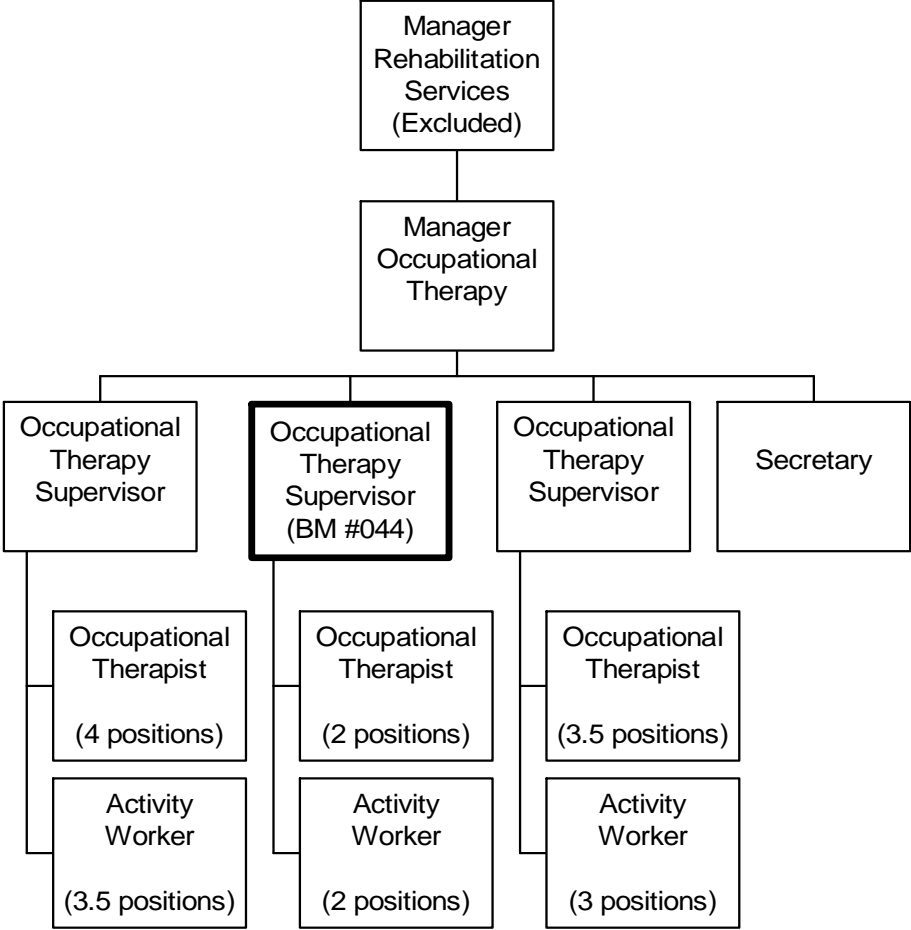 Manager
Rehabilitation
Services
(Excluded)
Manager
Occupational
Therapy
Occupational
Therapy
Supervisor
Occupational
Therapy
Supervisor
(BM #044)
Occupational
Therapy
Supervisor
Secretary
Occupational
Therapist
(4 positions)
Occupational
Therapist
(2 positions)
Occupational
Therapist
(3.5 positions)
Activity
Worker
(3.5 positions)
Activity
Worker
(2 positions)
Activity
Worker
(3 positions)